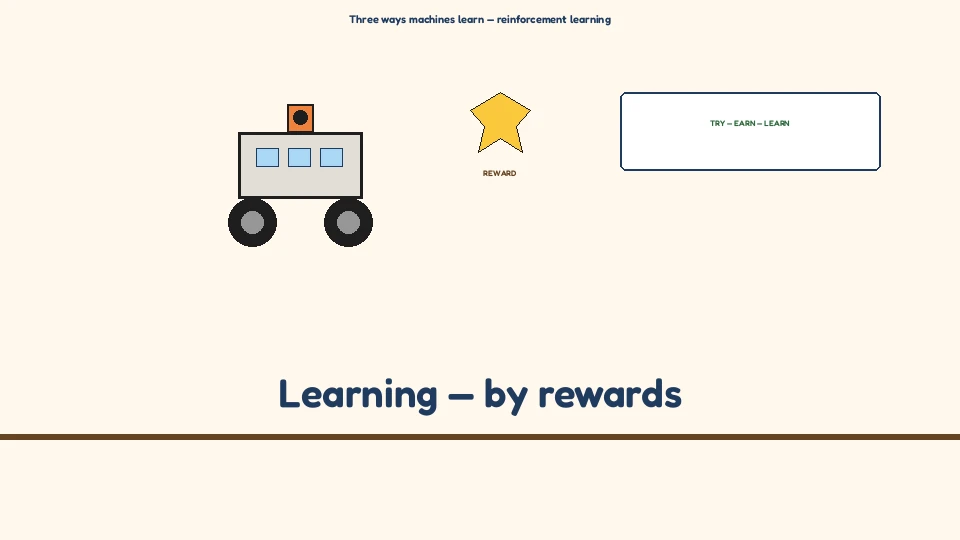 Three ways machines learn — reinforcement learning
TRY — EARN — LEARN
REWARD
Learning — by rewards